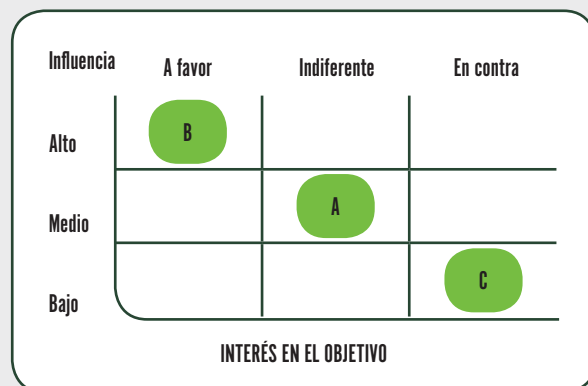 Influencia A favor Indiferente En contra
Alto B
Medio A
Bajo C
INTERÉS EN EL OBJETIVO